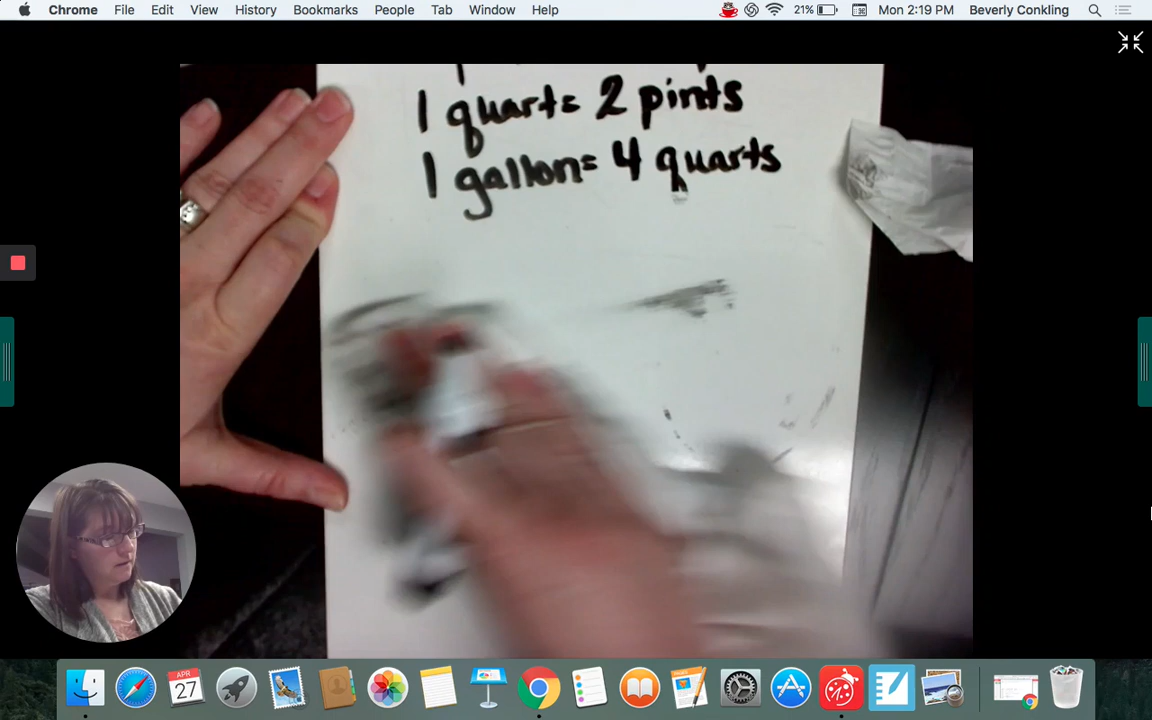 Chrome File Edit View History Bookmarks People Tab Window Help 21% Mon 2:19 PM Beverly Conkling
1 quart= 2 pints
1 gallon= 4 quarts
APR
27